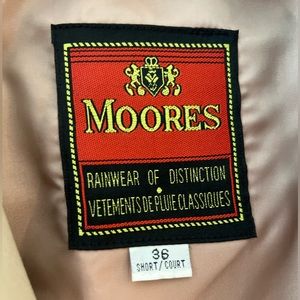 MOORES
RAINWEAR OF DISTINCTION
VETEMENTS DE PLUIE CLASSIQUES
36
SHORT/COURT